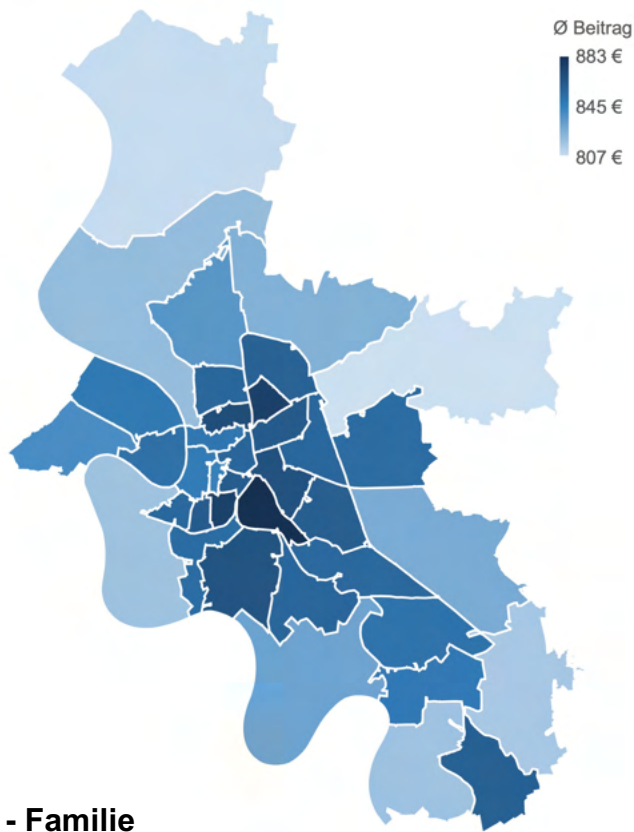 Ø Beitrag
883 €
845 €
807 €
- Familie